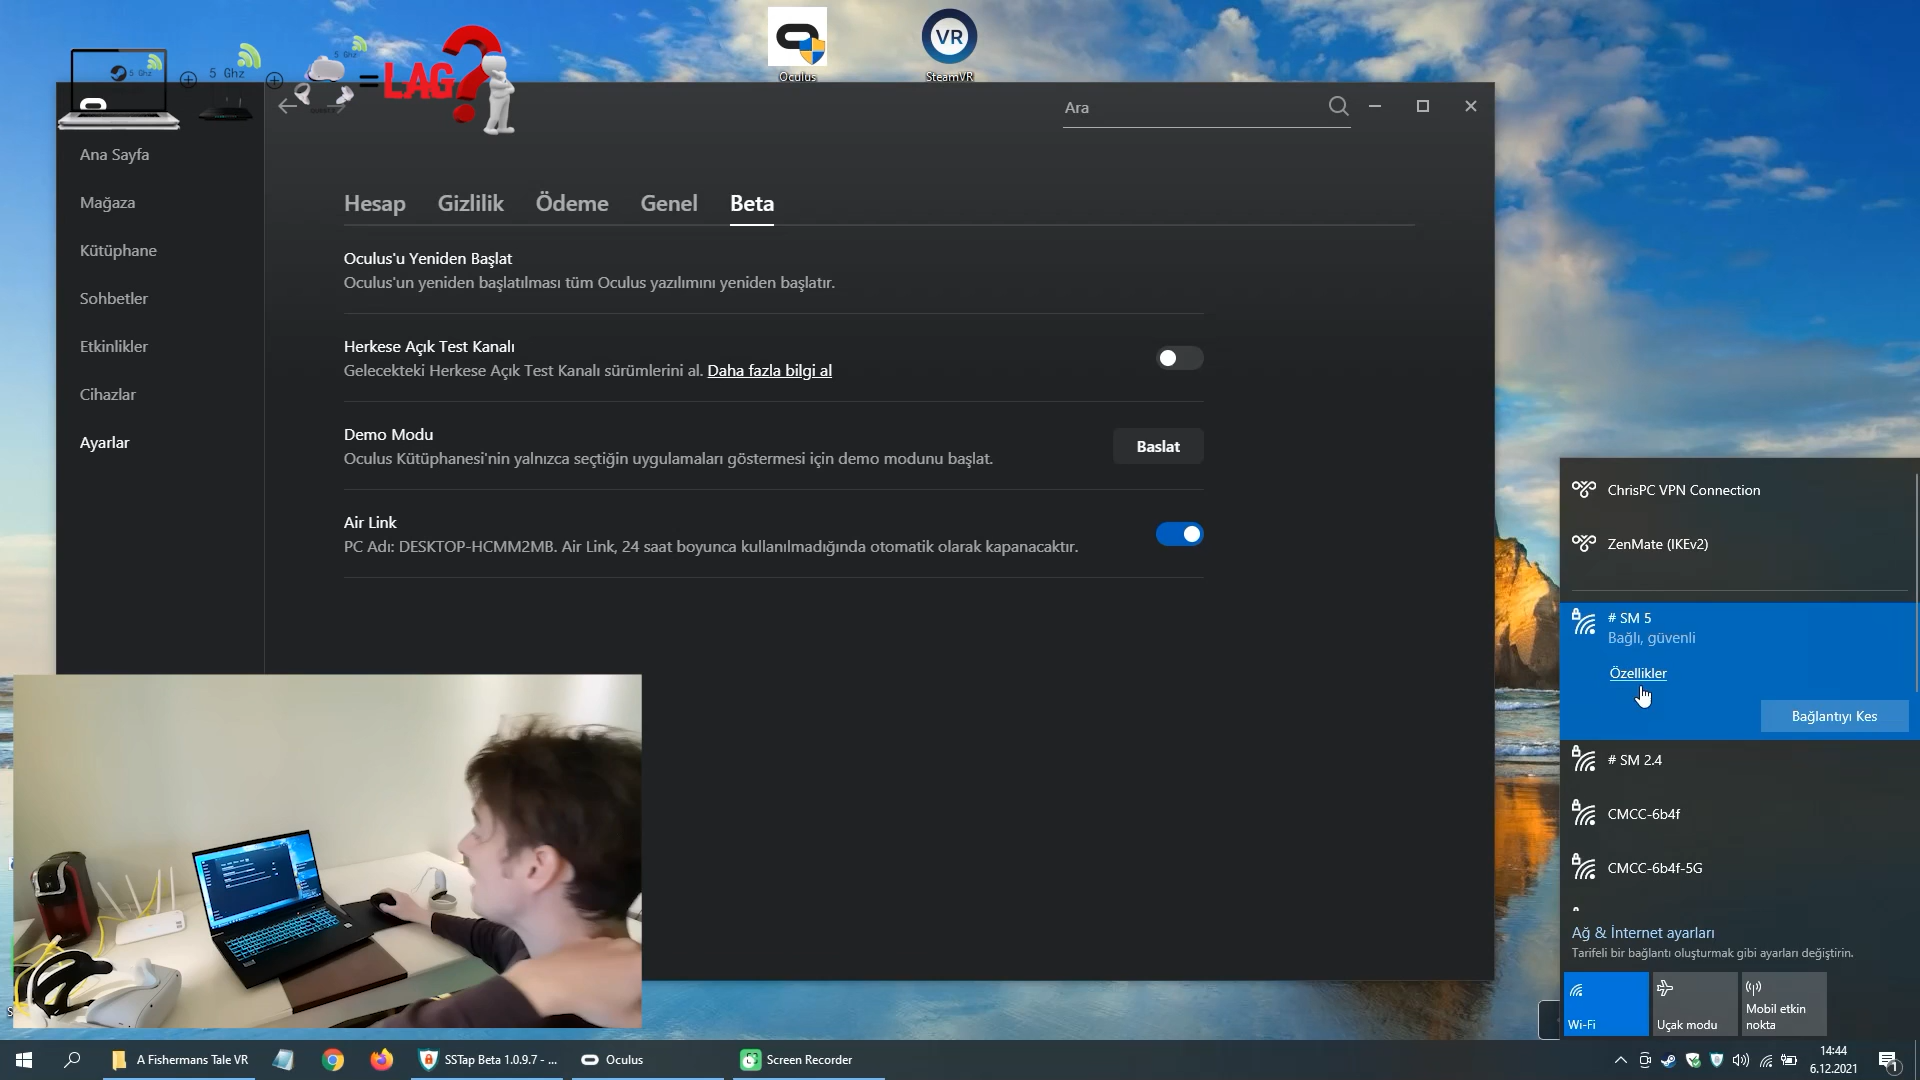 5 Ghz
5 Ghz
5 Ghz
= LAG?
Oculus
VR
SteamVR
Ara
Ana Sayfa
Mağaza
Kütüphane
Sohbetler
Etkinlikler
Cihazlar
Ayarlar
Hesap Gizlilik Ödeme Genel Beta
Oculus'u Yeniden Başlat
Oculus'un yeniden başlatılması tüm Oculus yazılımını yeniden başlatır.
Herkese Açık Test Kanalı
Gelecekteki Herkese Açık Test Kanalı sürümlerini al. Daha fazla bilgi al
Demo Modu
Oculus Kütüphanesi'nin yalnızca seçtiğin uygulamaları göstermesi için demo modunu başlat.
Baslat
Air Link
PC Adı: DESKTOP-HCMM2MB. Air Link, 24 saat boyunca kullanılmadığında otomatik olarak kapanacaktır.
ChrisPC VPN Connection
ZenMate (IKEv2)
# SM 5
Bağlı, güvenli
Özellikler
Bağlantıyı Kes
# SM 2.4
CMCC-6b4f
CMCC-6b4f-5G
Ağ & İnternet ayarları
Tarifeli bir bağlantı oluşturmak gibi ayarları değiştirin.
Wi-Fi
Uçak modu
Mobil etkin
nokta
A Fishermans Tale VR
SSTap Beta 1.0.9.7 - ...
Oculus
Screen Recorder
14:44
6.12.2021
1